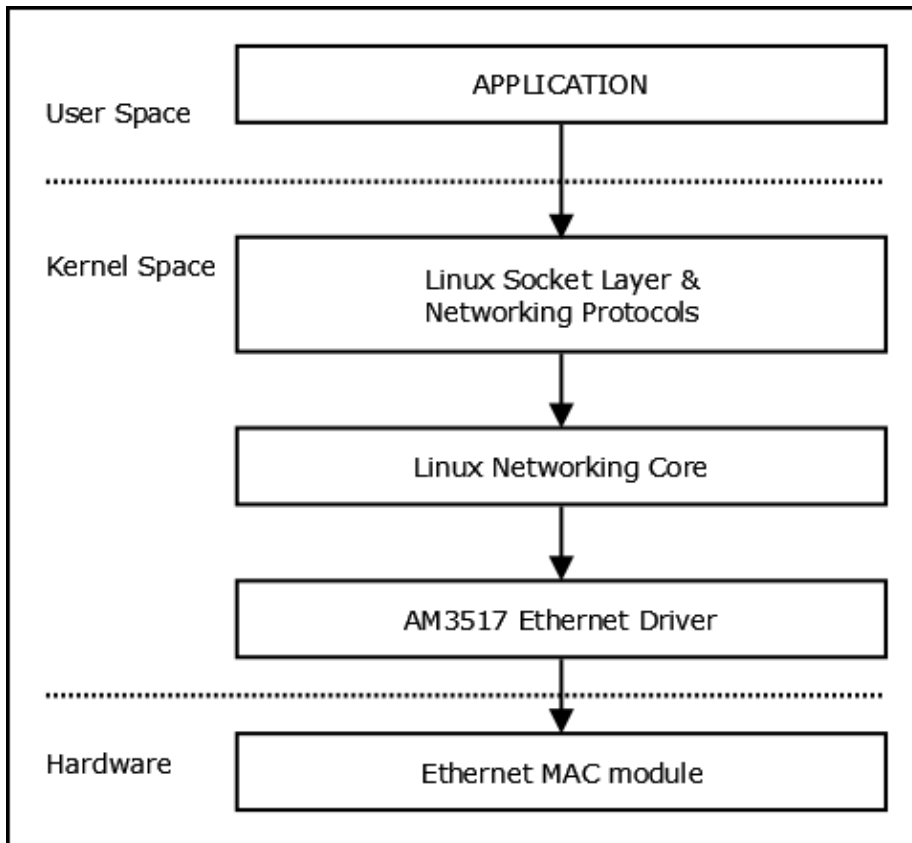 APPLICATION
User Space
Kernel Space
Linux Socket Layer &
Networking Protocols
Linux Networking Core
AM3517 Ethernet Driver
Hardware
Ethernet MAC module